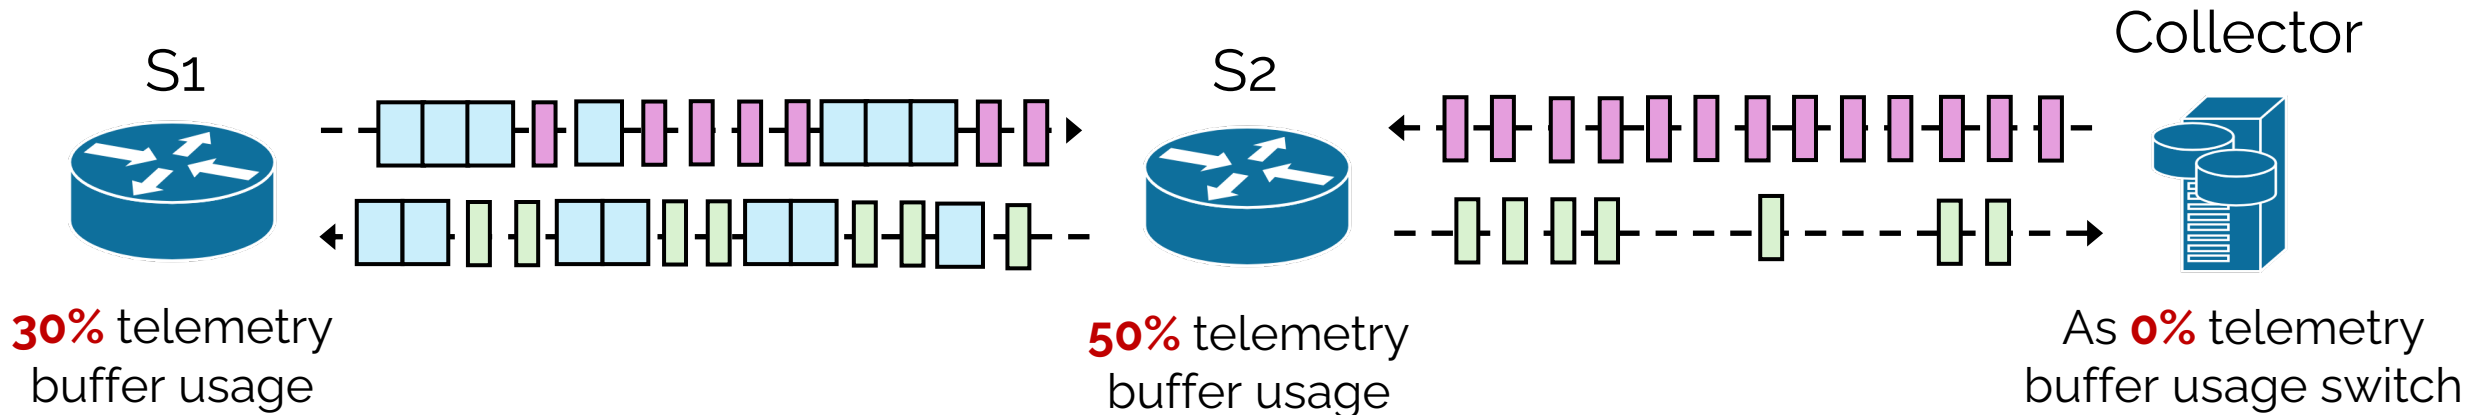 S1
S2
Collector
30% telemetry
buffer usage
50% telemetry
buffer usage
As 0% telemetry
buffer usage switch